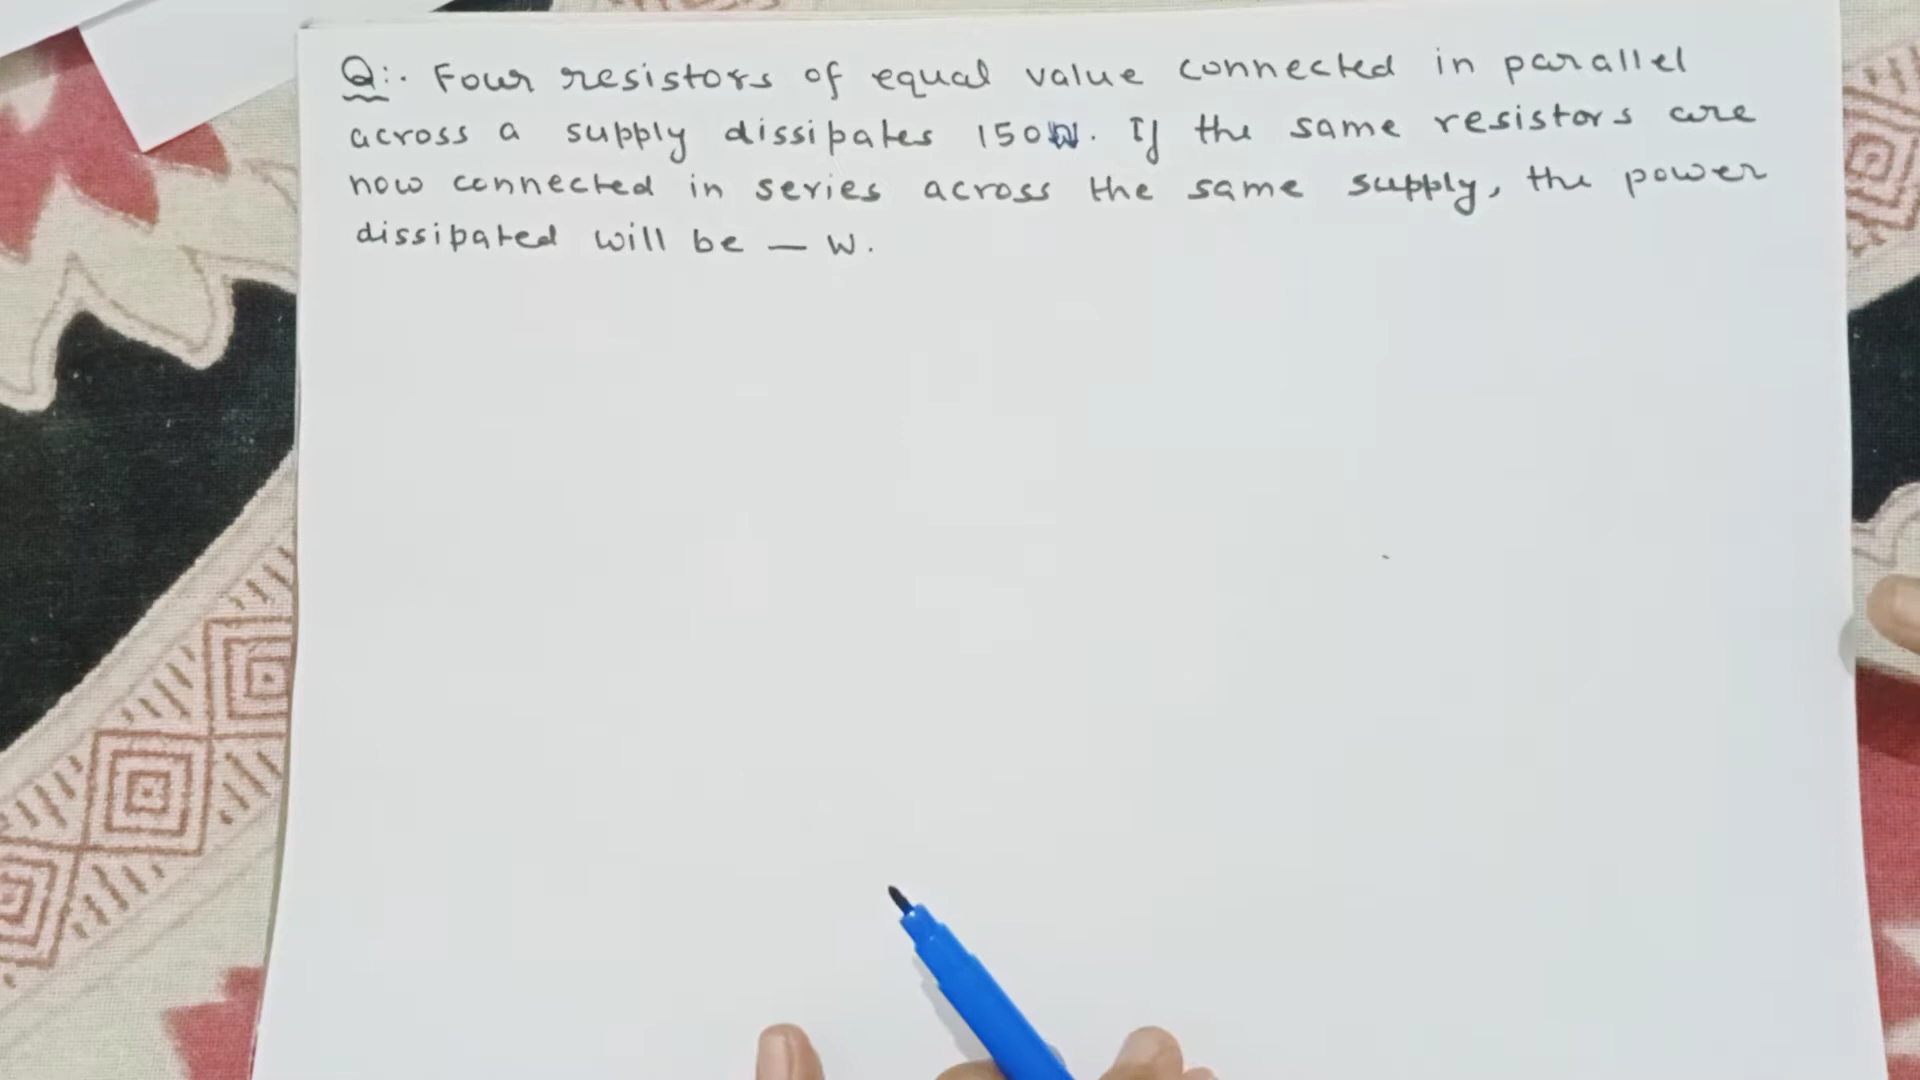 Q:. Four resistors of equal value connected in parallel
across a supply dissipates 150W. If the same resistors are
now connected in series across the same supply, the power
dissipated will be — W.